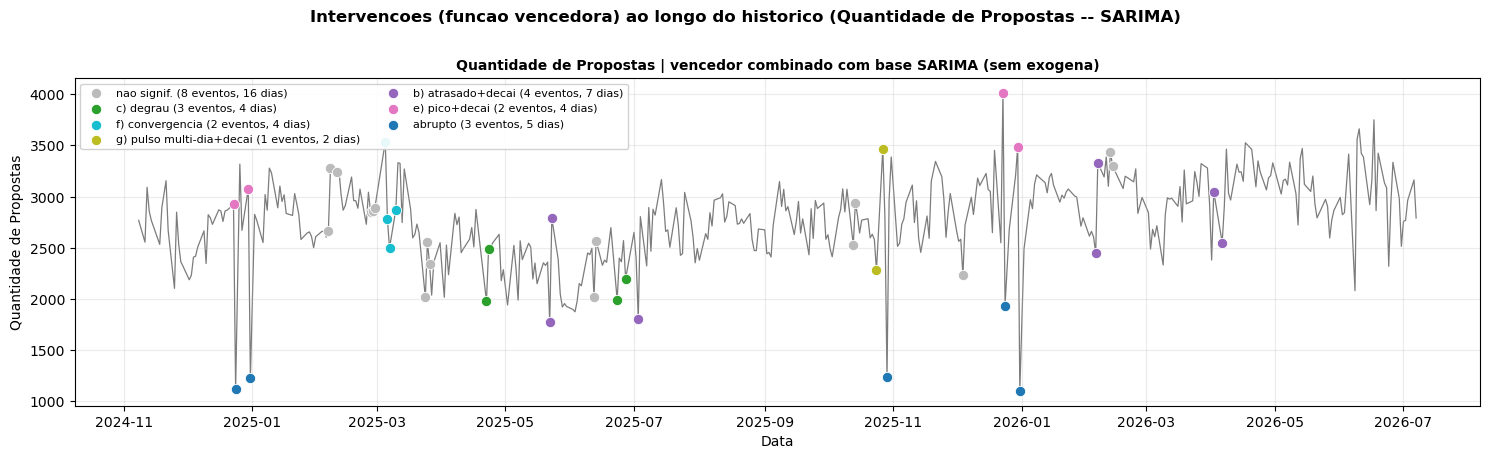 Intervencoes (funcao vencedora) ao longo do historico (Quantidade de Propostas -- SARIMA)
Quantidade de Propostas | vencedor combinado com base SARIMA (sem exogena)
nao signif. (8 eventos, 16 dias)
c) degrau (3 eventos, 4 dias)
f) convergencia (2 eventos, 4 dias)
g) pulso multi-dia+decai (1 eventos, 2 dias)
b) atrasado+decai (4 eventos, 7 dias)
e) pico+decai (2 eventos, 4 dias)
abrupto (3 eventos, 5 dias)
Quantidade de Propostas
4000
3500
3000
2500
2000
1500
1000
2024-11
2025-01
2025-03
2025-05
2025-07
2025-09
2025-11
2026-01
2026-03
2026-05
2026-07
Data